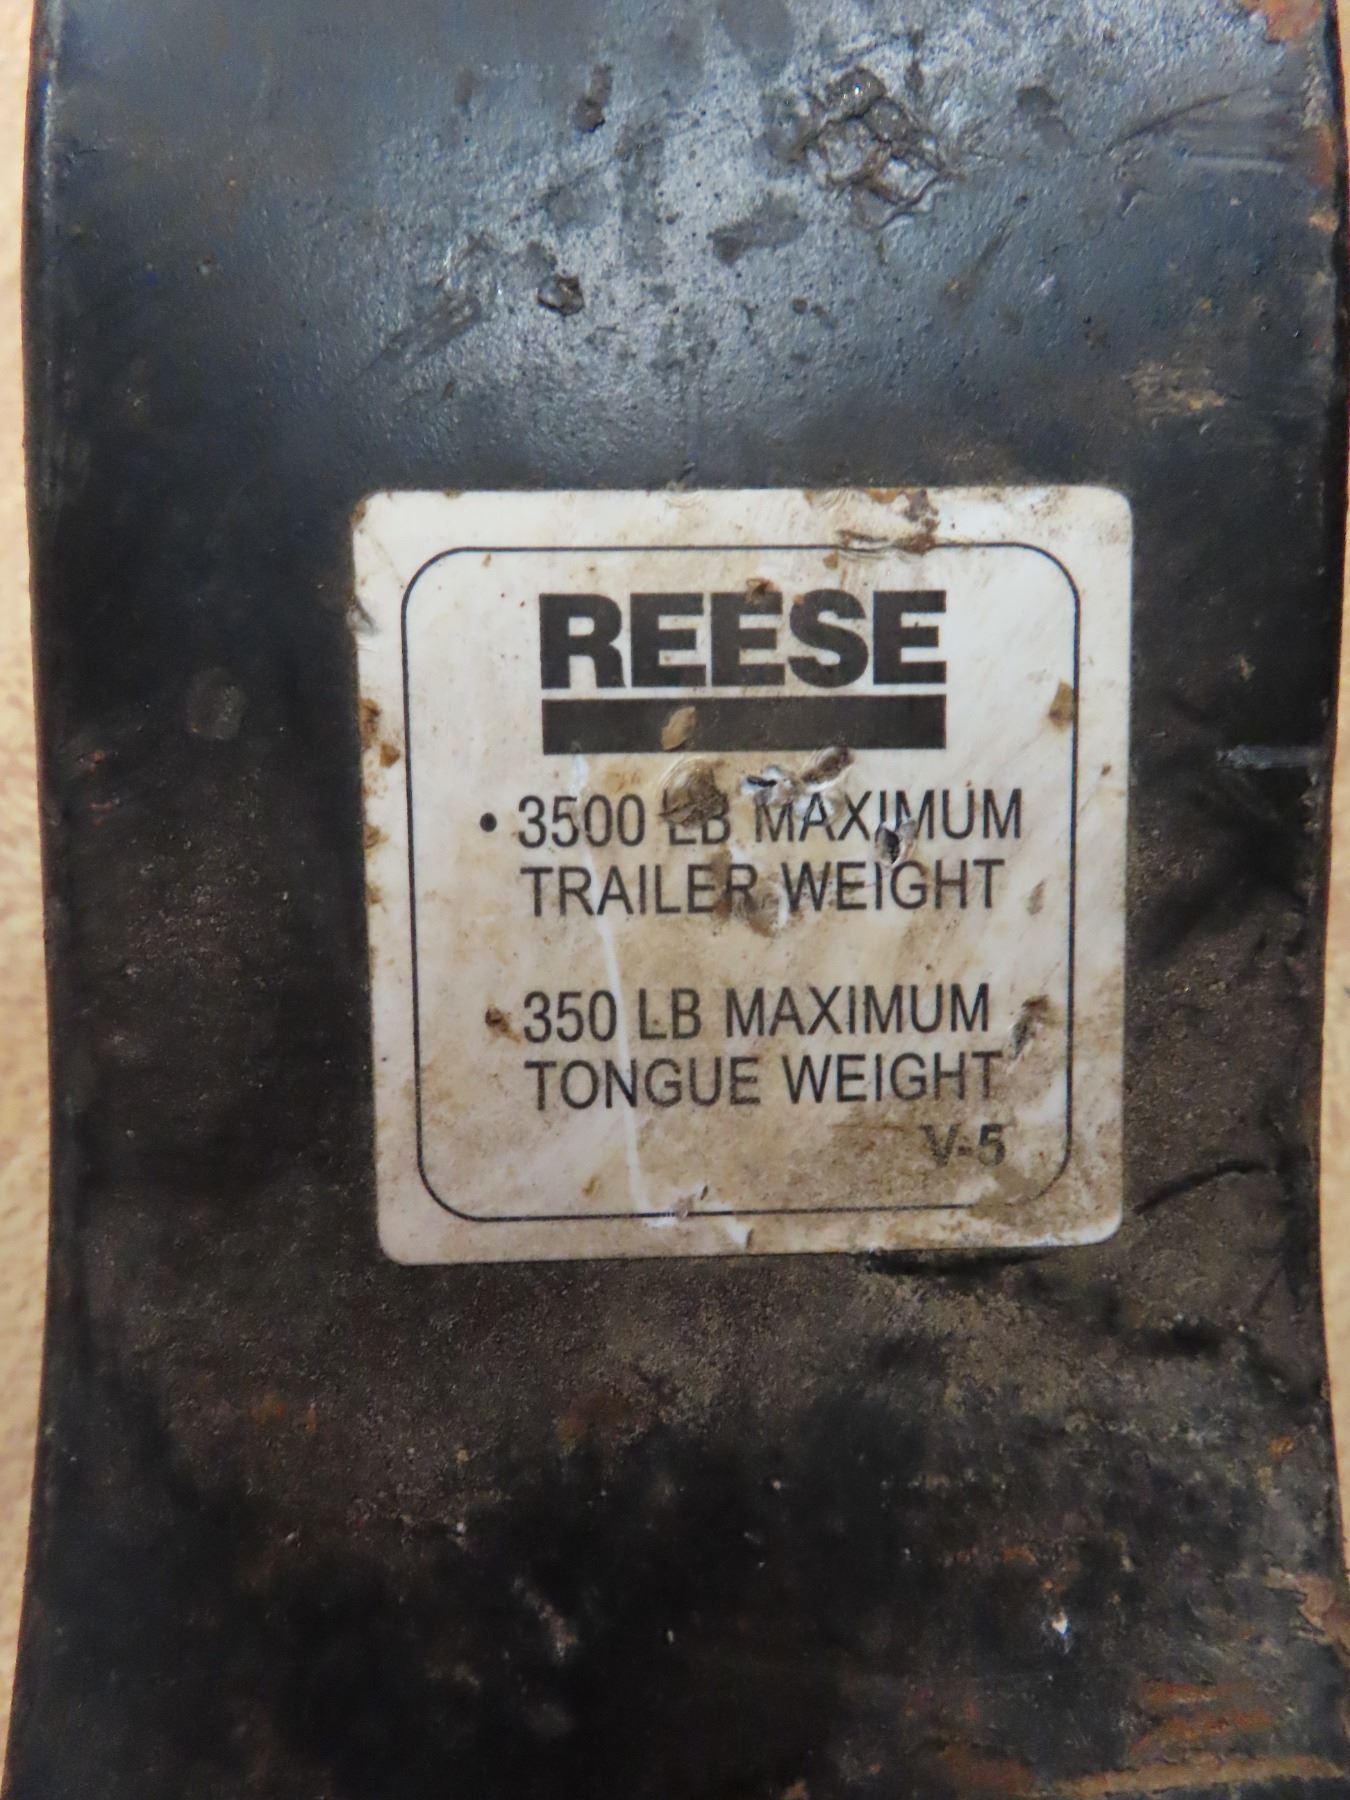 REESE
• 3500 LB MAXIMUM
TRAILER WEIGHT
350 LB MAXIMUM
TONGUE WEIGHT
V-5